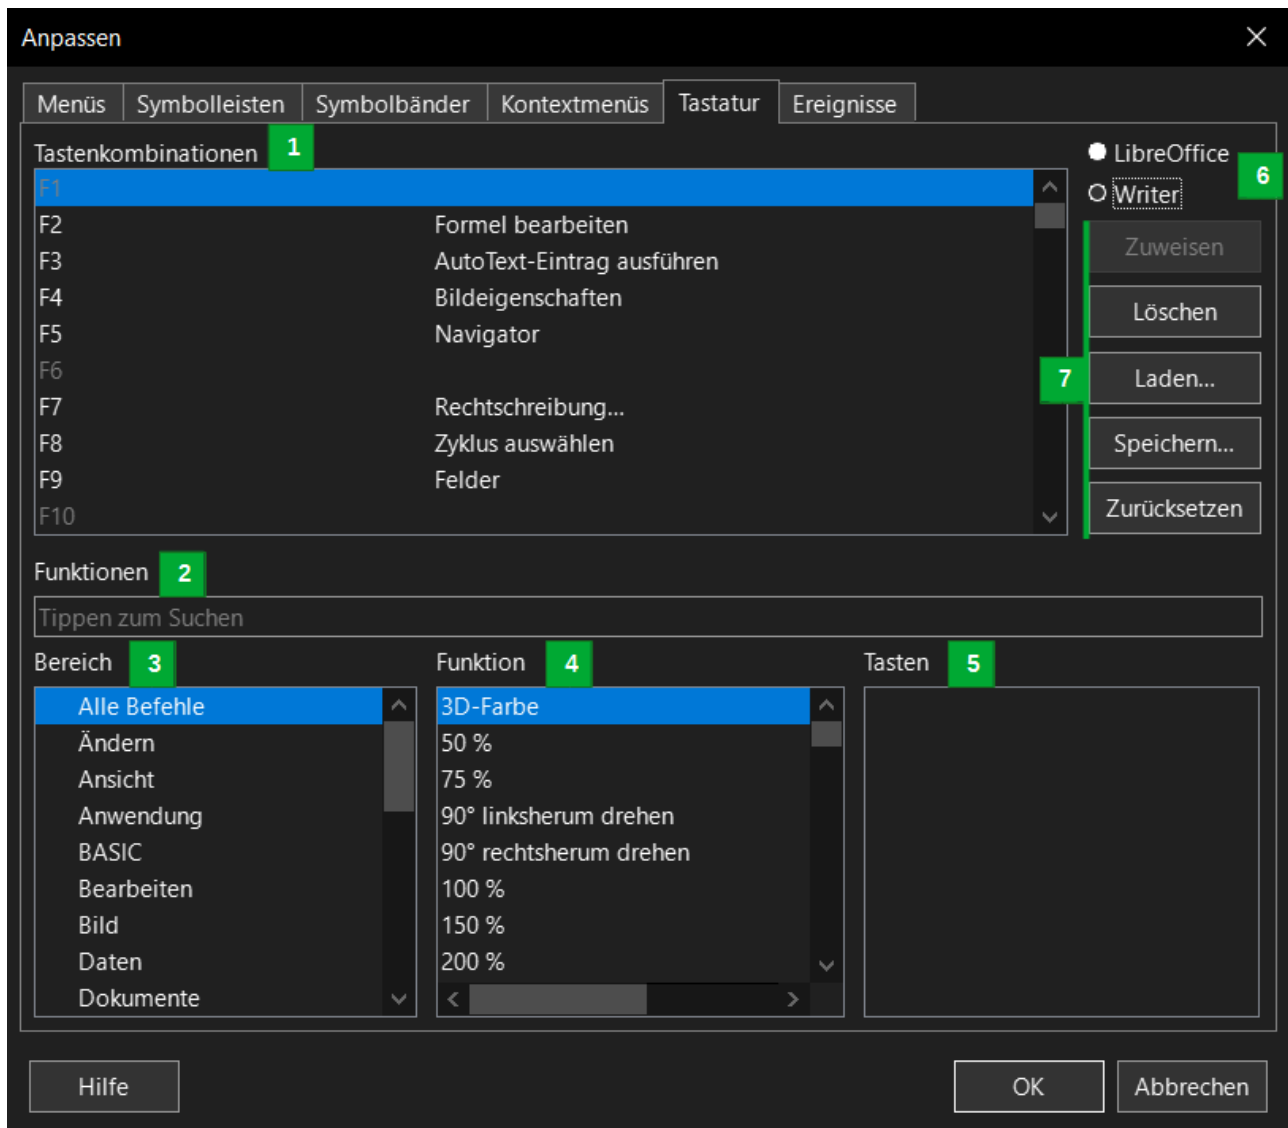 Anpassen
Menüs Symbolleisten Symbolbänder Kontextmenüs Tastatur Ereignisse
Tastenkombinationen 1
LibreOffice
6
Writer
F1
F2 Formel bearbeiten
F3 AutoText-Eintrag ausführen
F4 Bildeigenschaften
F5 Navigator
F6
F7 Rechtschreibung...
F8 Zyklus auswählen
F9 Felder
F10
Zuweisen
Löschen
7 Laden...
Speichern...
Zurücksetzen
Funktionen 2
Tippen zum Suchen
Bereich 3
Alle Befehle
Ändern
Ansicht
Anwendung
BASIC
Bearbeiten
Bild
Daten
Dokumente
Funktion 4
3D-Farbe
50 %
75 %
90° linksherum drehen
90° rechtsherum drehen
100 %
150 %
200 %
Tasten 5
Hilfe OK Abbrechen